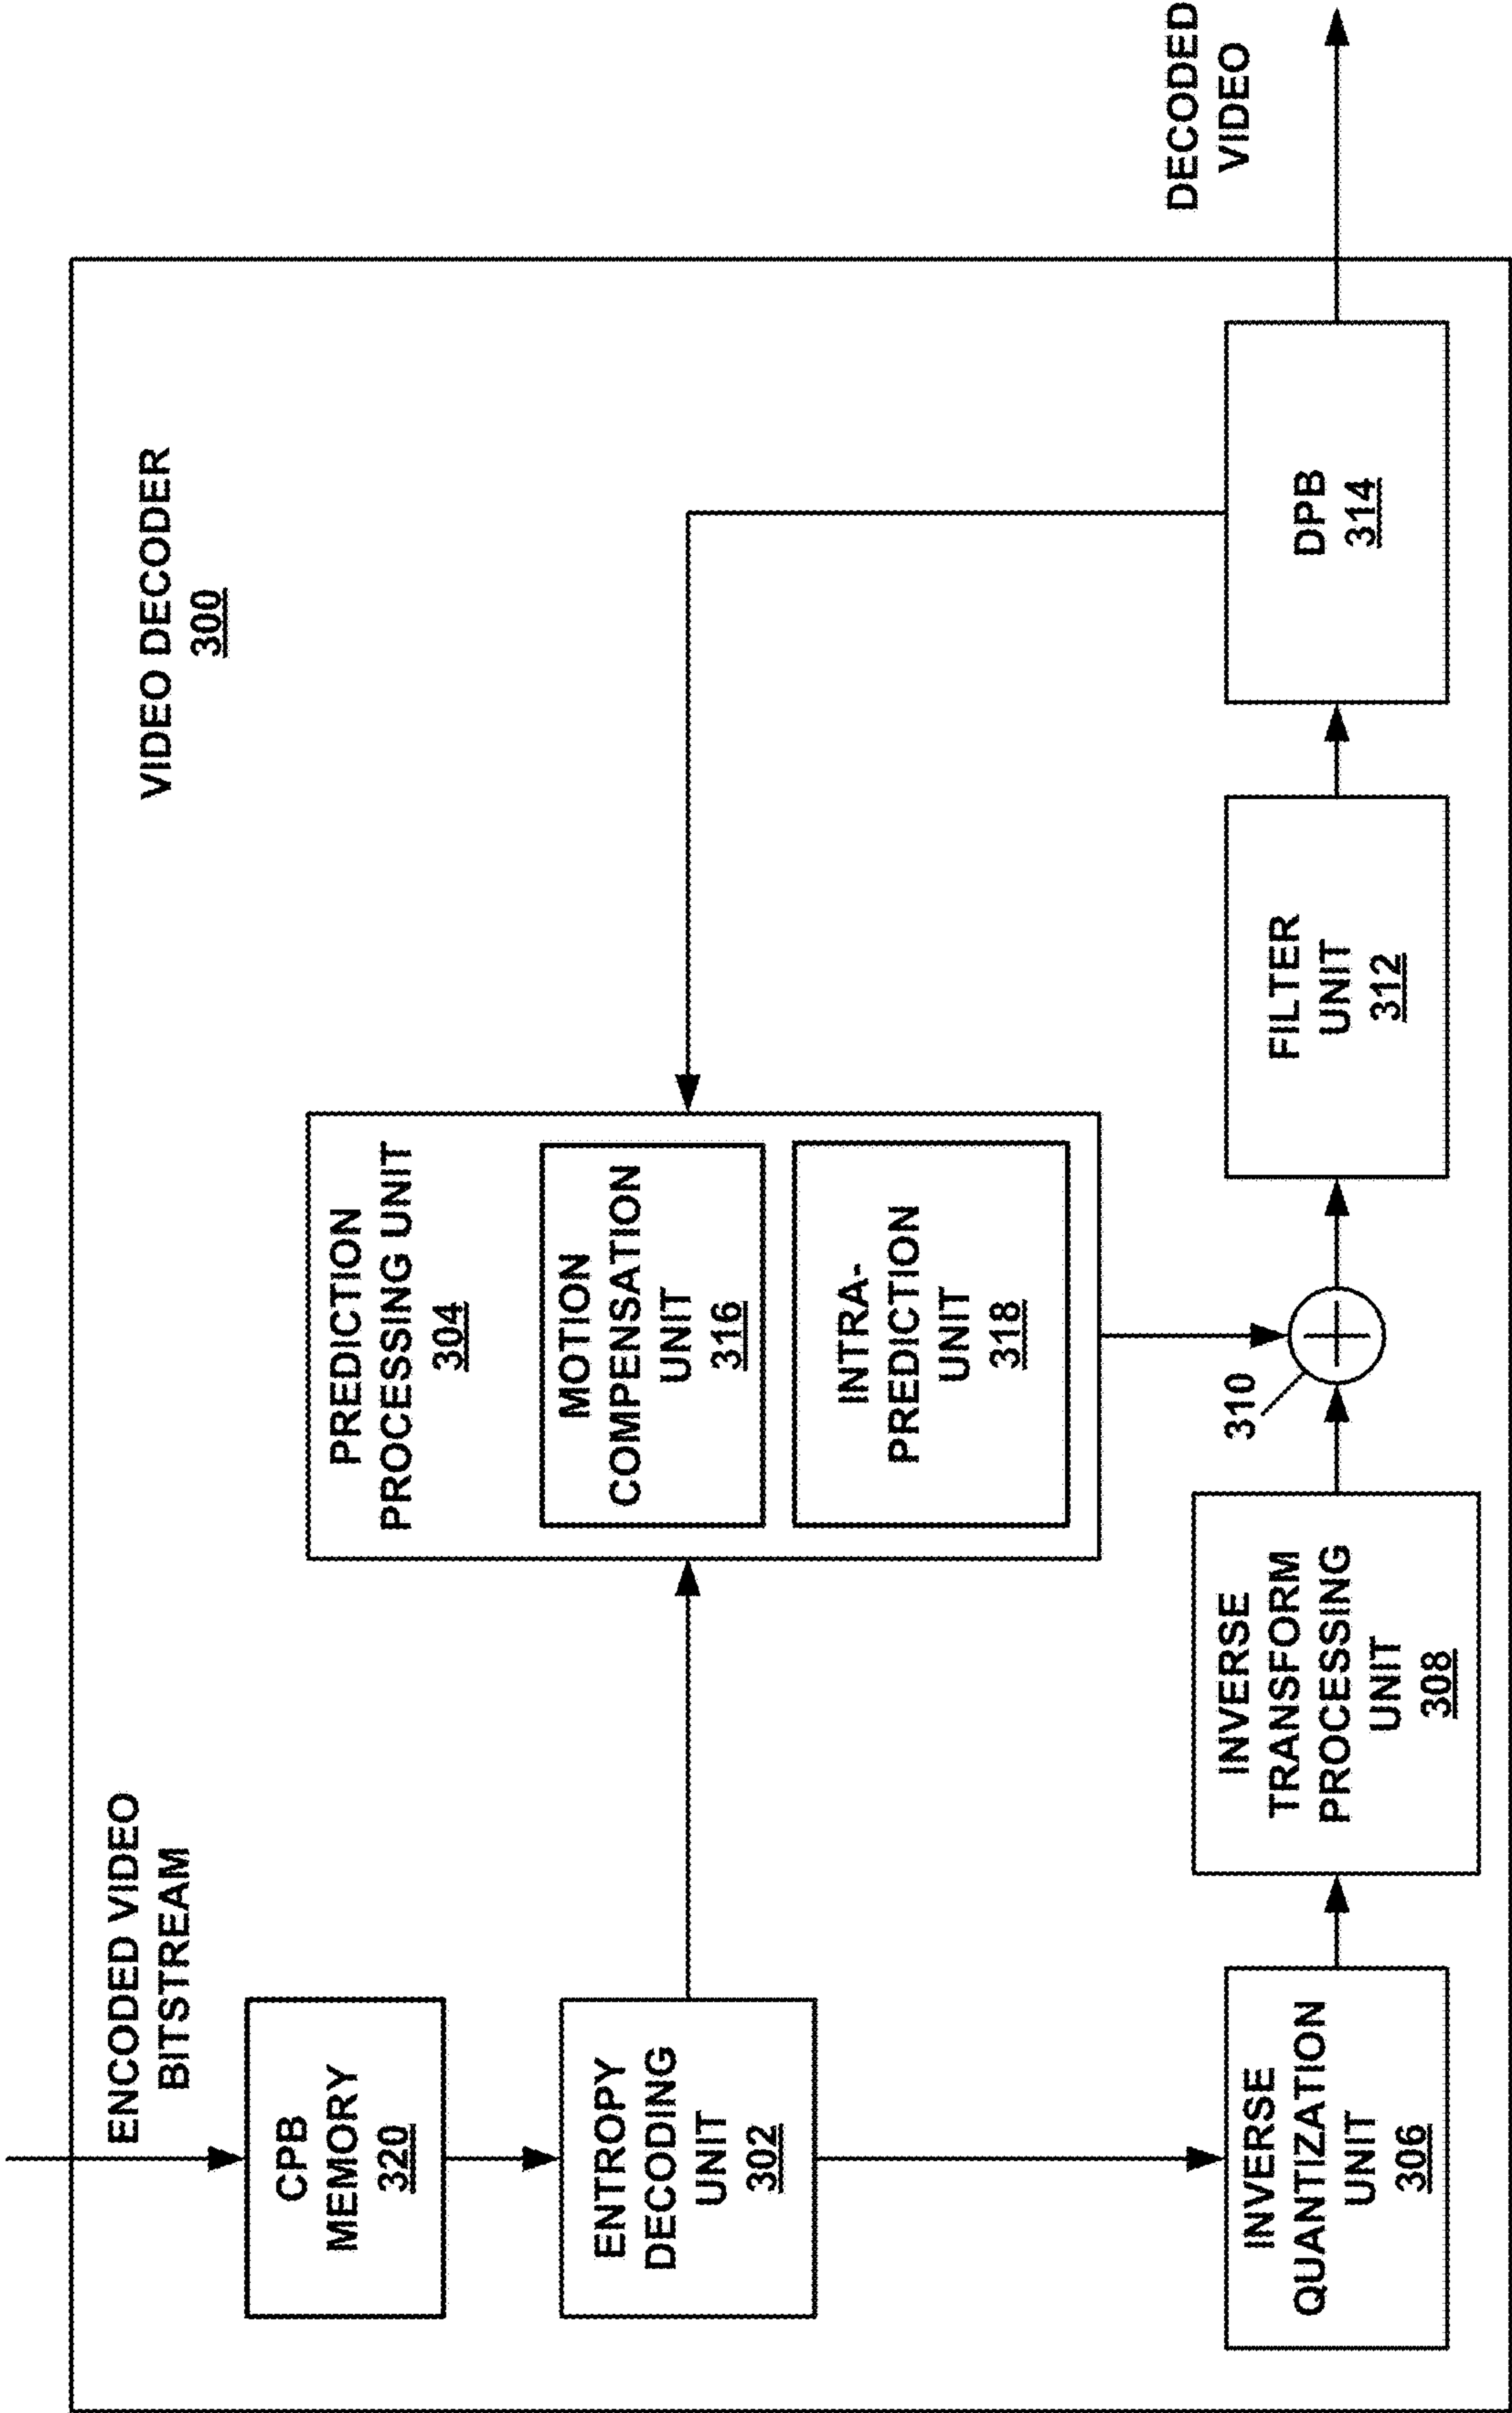 ENCODED VIDEO
BITSTREAM
VIDEO DECODER
300
CPB
MEMORY
320
PREDICTION
PROCESSING UNIT
304
ENTROPY
DECODING
UNIT
302
MOTION
COMPENSATION
UNIT
316
INTRA-
PREDICTION
UNIT
318
DECODED
VIDEO
INVERSE
QUANTIZATION
UNIT
306
INVERSE
TRANSFORM
PROCESSING
UNIT
308
310
FILTER
UNIT
312
DPB
314